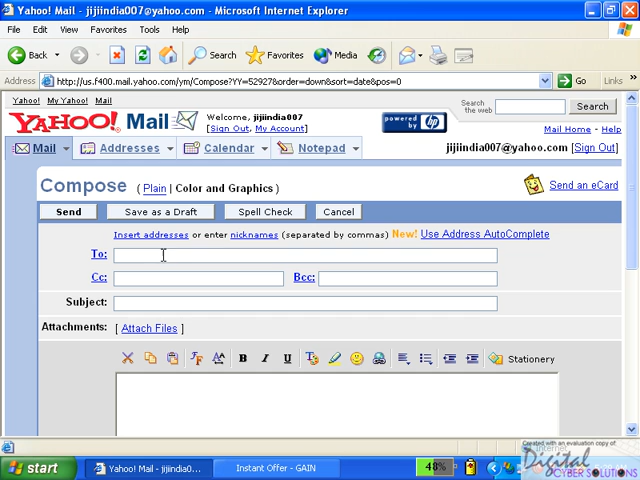 Yahoo! Mail - jijiindia007@yahoo.com - Microsoft Internet Explorer
File Edit View Favorites Tools Help
Back Search Favorites Media
Address http://us.f400.mail.yahoo.com/ym/Compose?YY=52927&order=down&sort=date&pos=0 Go Links »
Yahoo! My Yahoo! Mail
Search the web Search
YAHOO! Mail Welcome, jijiindia007
[Sign Out, My Account]
powered by hp
Mail Home - Help
Mail Addresses Calendar Notepad jijiindia007@yahoo.com [Sign Out]
Compose ( Plain | Color and Graphics ) Send an eCard
Send Save as a Draft Spell Check Cancel
Insert addresses or enter nicknames (separated by commas) New! Use Address AutoComplete
To:
Cc: Bcc:
Subject:
Attachments: [ Attach Files ]
B I U Stationery
Created with an evaluation copy of
Internet
start Yahoo! Mail - jijiindia007... Instant Offer - GAIN 48%
Digital
CYBER SOLUTIONS